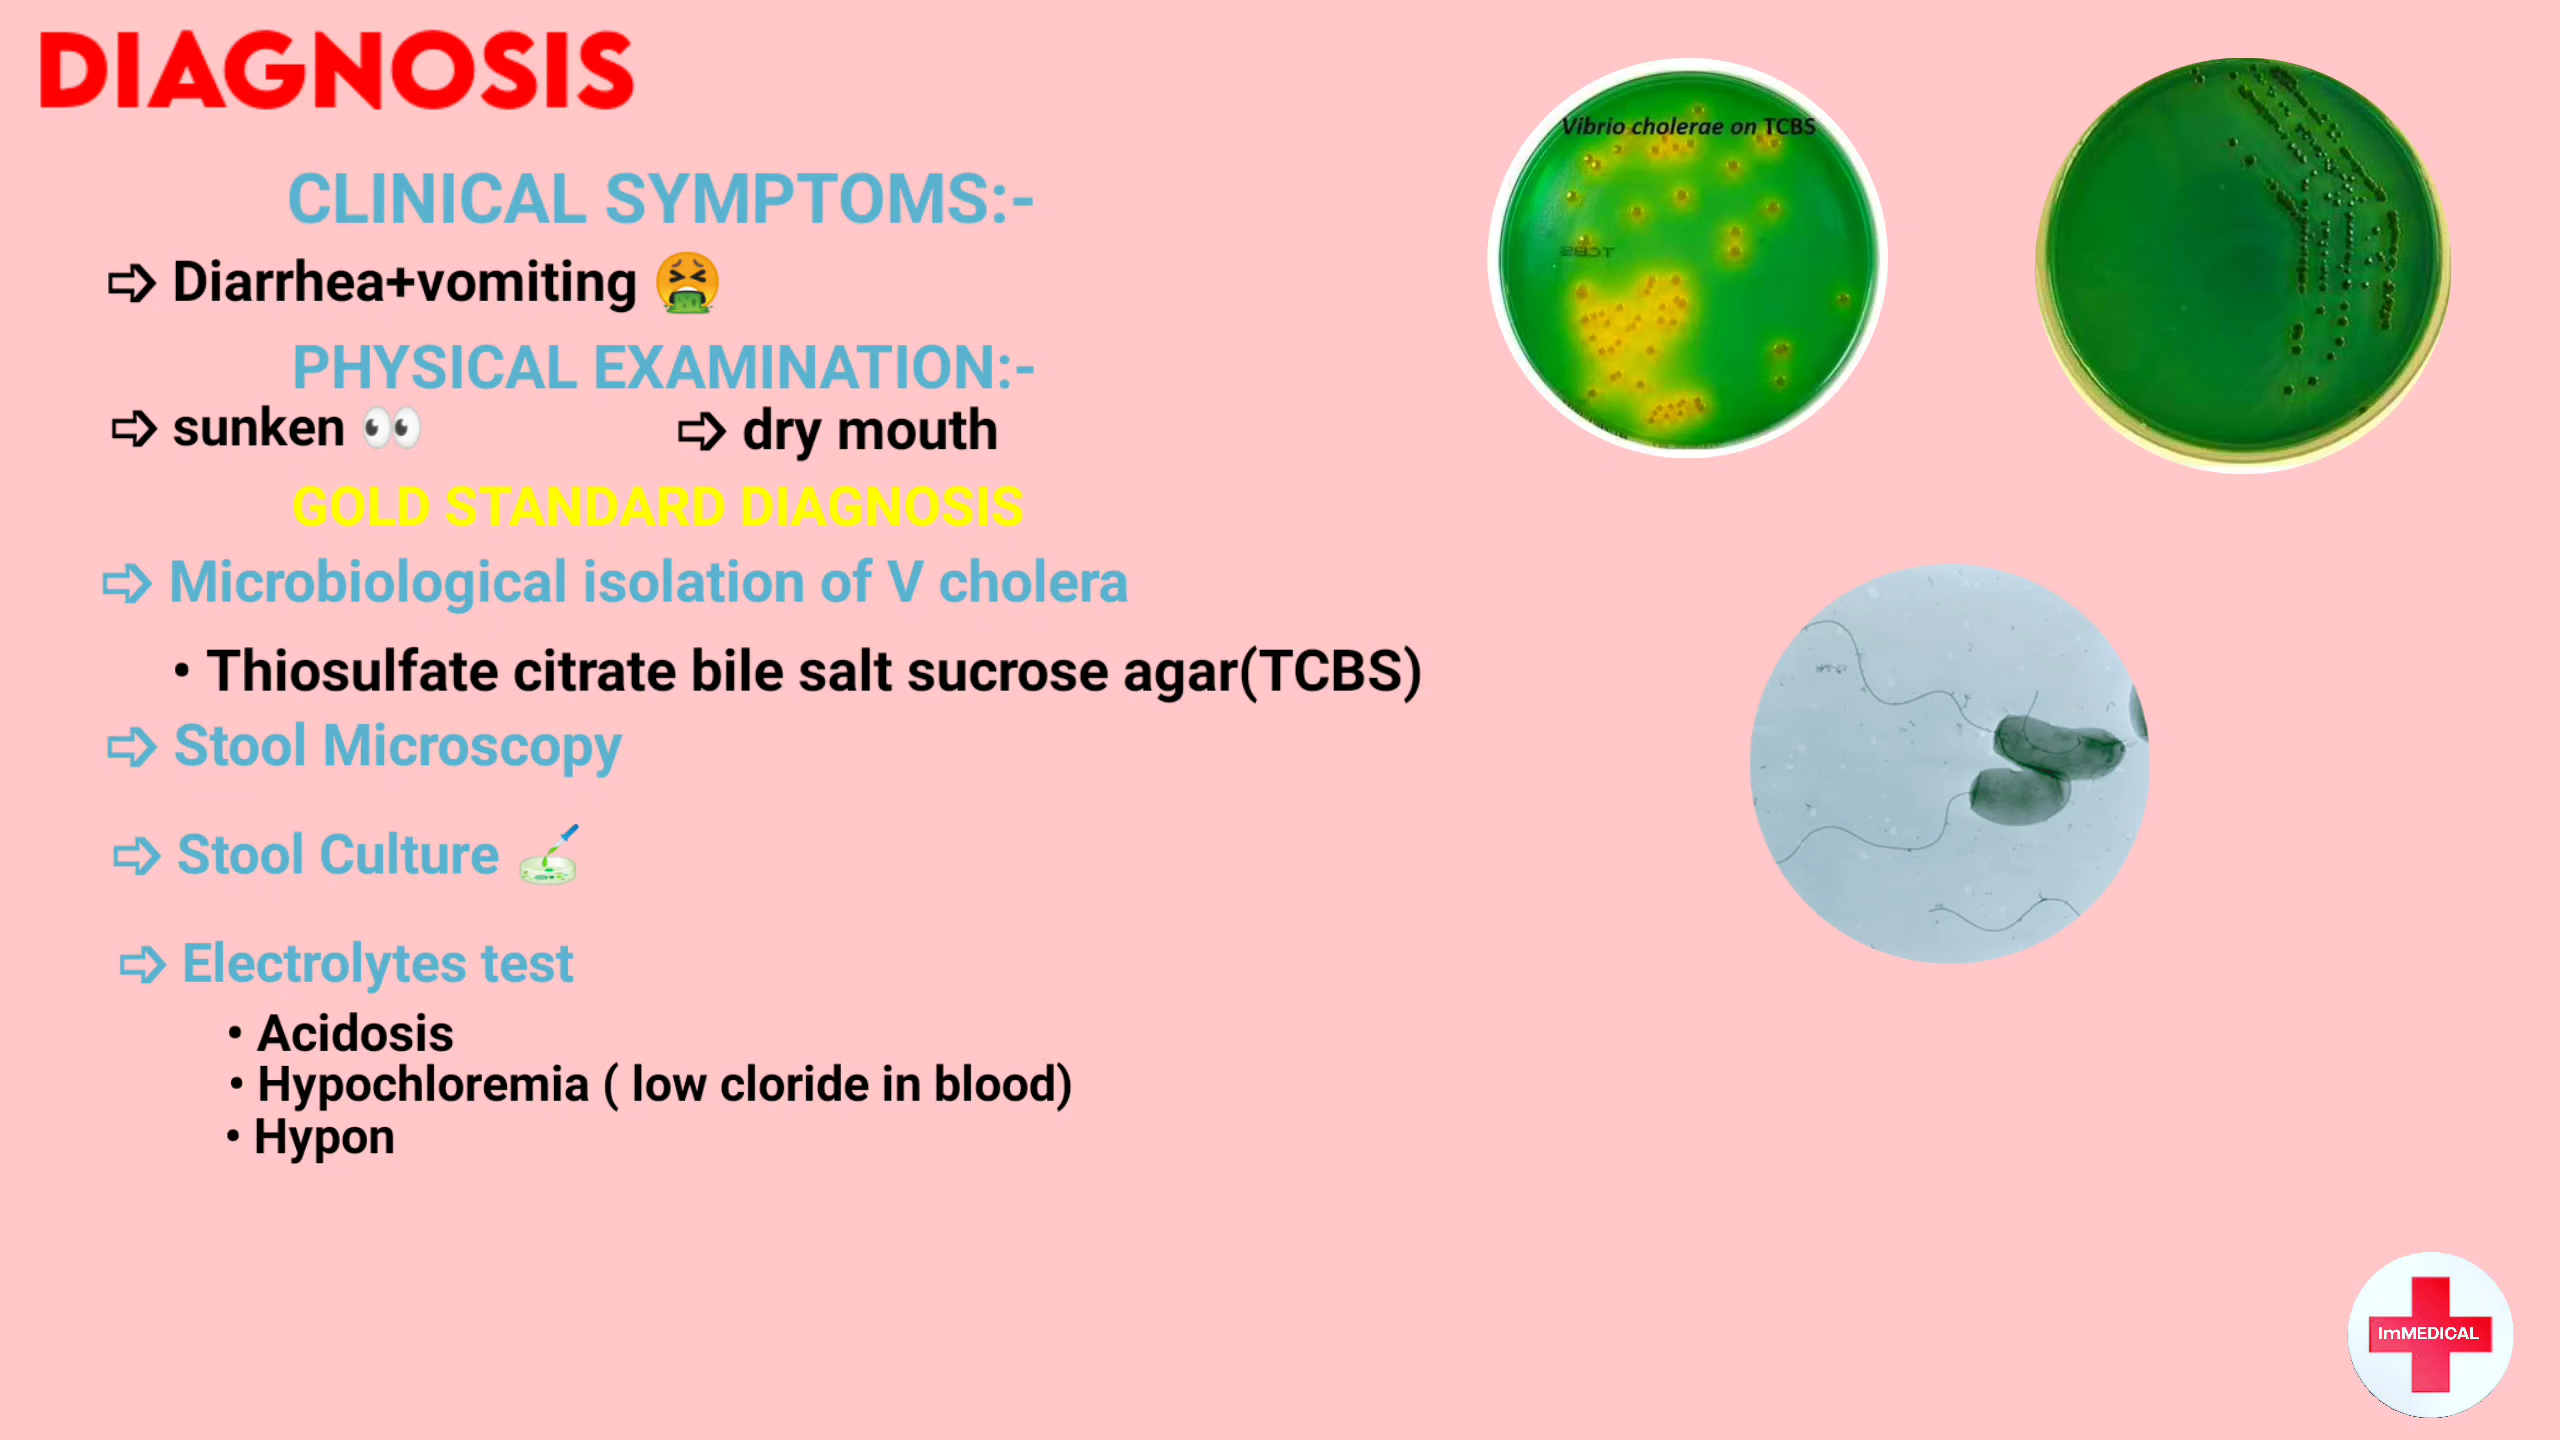 DIAGNOSIS
CLINICAL SYMPTOMS:-
⇨ Diarrhea+vomiting 🤮
PHYSICAL EXAMINATION:-
⇨ sunken 👀 ⇨ dry mouth
GOLD STANDARD DIAGNOSIS
⇨ Microbiological isolation of V cholera
• Thiosulfate citrate bile salt sucrose agar(TCBS)
⇨ Stool Microscopy
⇨ Stool Culture 🧫
⇨ Electrolytes test
• Acidosis
• Hypochloremia ( low cloride in blood)
• Hypon
Vibrio cholerae on TCBS
TCBS
ImMEDICAL